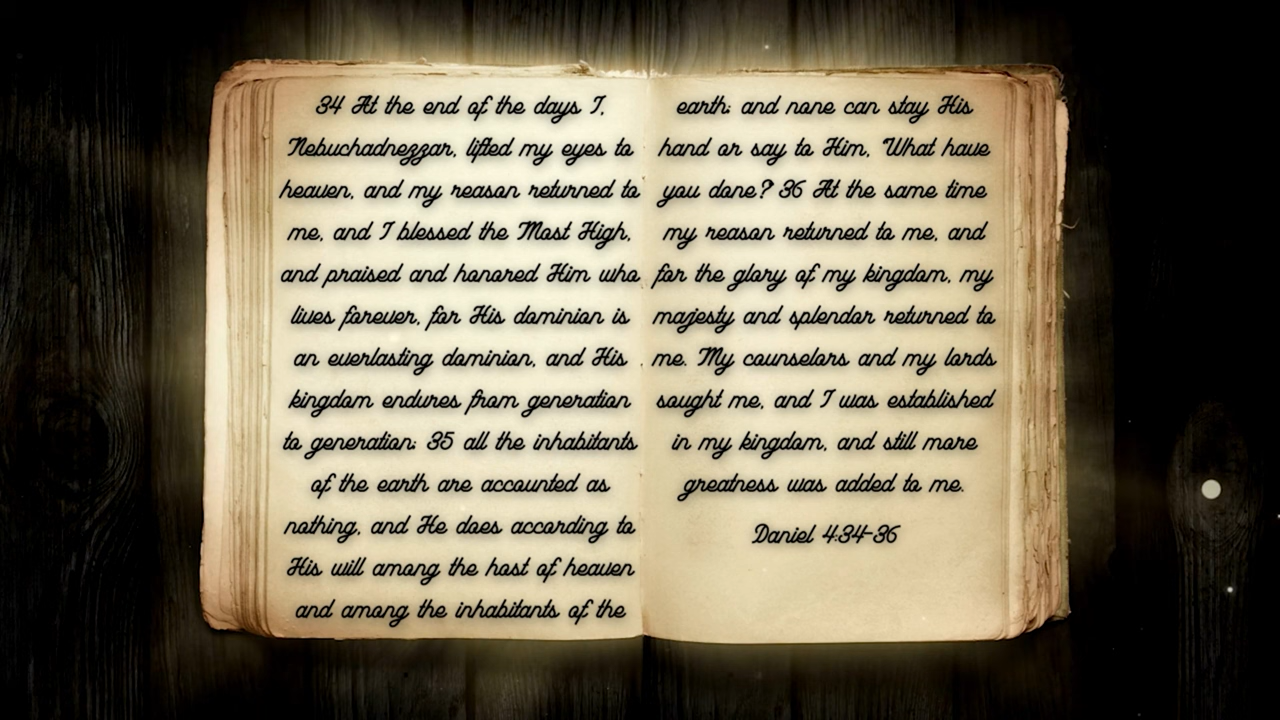 34 At the end of the days I,
Nebuchadnezzar, lifted my eyes to
heaven, and my reason returned to
me, and I blessed the Most High,
and praised and honored Him who
lives forever, for His dominion is
an everlasting dominion, and His
kingdom endures from generation
to generation; 35 all the inhabitants
of the earth are accounted as
nothing, and He does according to
His will among the host of heaven
and among the inhabitants of the
earth; and none can stay His
hand or say to Him, What have
you done? 36 At the same time
my reason returned to me, and
for the glory of my kingdom, my
majesty and splendor returned to
me. My counselors and my lords
sought me, and I was established
in my kingdom, and still more
greatness was added to me.
Daniel 4:34-36